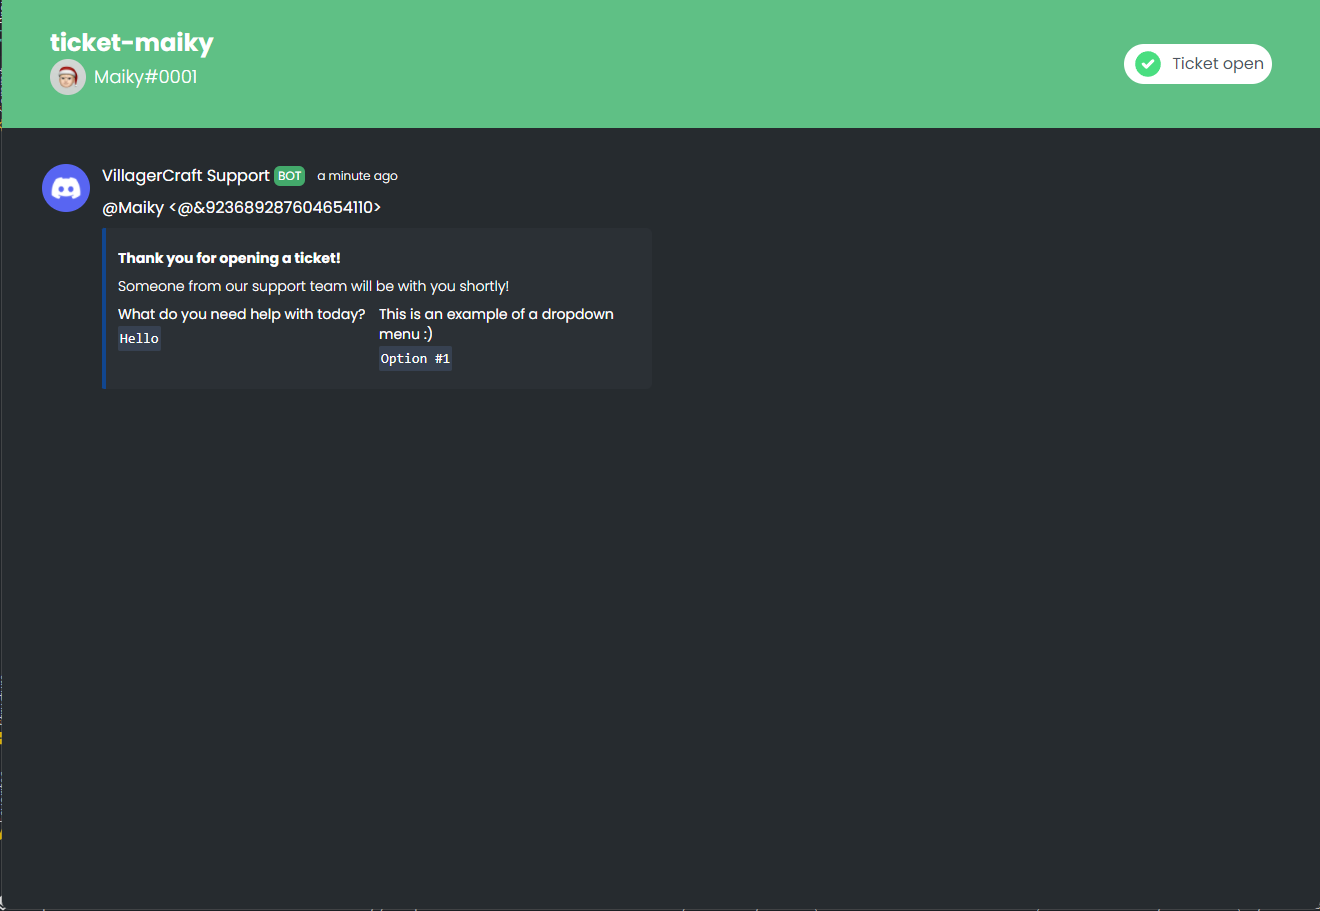 ticket-maiky
Maiky#0001
Ticket open
VillagerCraft Support BOT a minute ago
@Maiky <@&923689287604654110>
Thank you for opening a ticket!
Someone from our support team will be with you shortly!
What do you need help with today?
Hello
This is an example of a dropdown
menu :)
Option #1